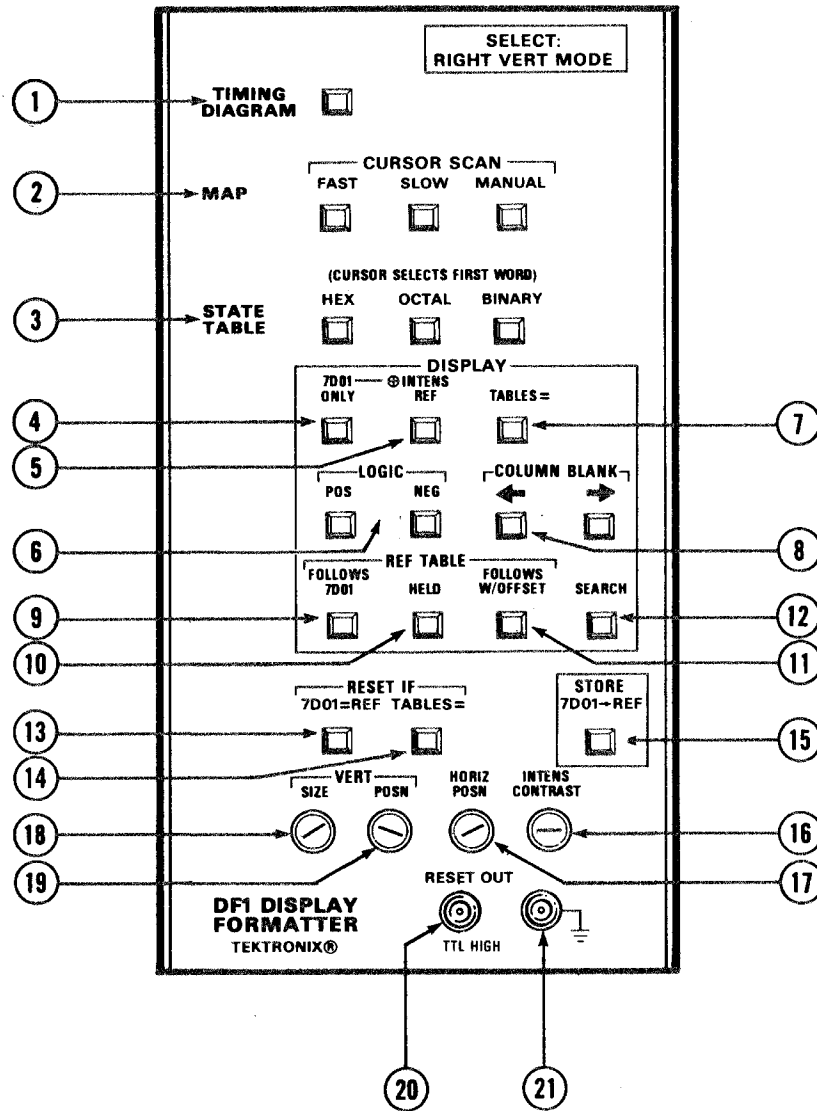 SELECT:
RIGHT VERT MODE
1
TIMING
DIAGRAM
CURSOR SCAN
2
MAP
FAST SLOW MANUAL
(CURSOR SELECTS FIRST WORD)
3
STATE
TABLE
HEX OCTAL BINARY
DISPLAY
7D01 ⊕INTENS
ONLY REF TABLES=
4
7
5
LOGIC COLUMN BLANK
POS NEG
6
8
REF TABLE
FOLLOWS
7D01
HELD
FOLLOWS
W/OFFSET
SEARCH
9
12
10
11
RESET IF
7D01=REF TABLES=
STORE
7D01→REF
13
15
14
VERT
SIZE POSN
HORIZ
POSN
INTENS
CONTRAST
18
16
19
17
RESET OUT
DF1 DISPLAY
FORMATTER
TEKTRONIX®
TTL HIGH
20
21